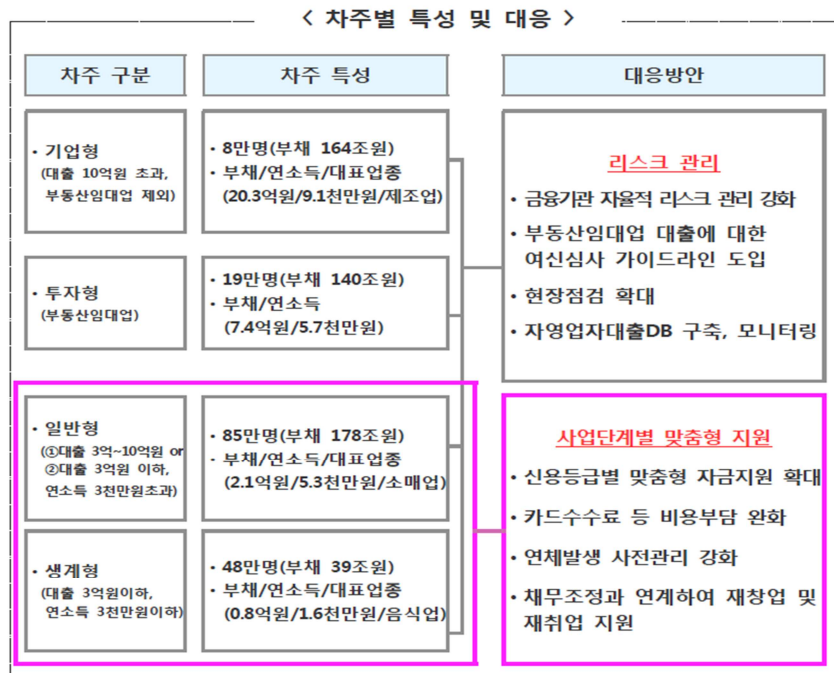 < 차주별 특성 및 대응 >
차주 구분
차주 특성
대응방안
• 기업형
(대출 10억원 초과,
부동산임대업 제외)
• 8만명(부채 164조원)
• 부채/연소득/대표업종
(20.3억원/9.1천만원/제조업)
• 투자형
(부동산임대업)
• 19만명(부채 140조원)
• 부채/연소득
(7.4억원/5.7천만원)
리스크 관리
• 금융기관 자율적 리스크 관리 강화
• 부동산임대업 대출에 대한
여신심사 가이드라인 도입
• 현장점검 확대
• 자영업자대출DB 구축, 모니터링
• 일반형
(①대출 3억~10억원 or
②대출 3억원 이하,
연소득 3천만원초과)
• 85만명(부채 178조원)
• 부채/연소득/대표업종
(2.1억원/5.3천만원/소매업)
• 생계형
(대출 3억원이하,
연소득 3천만원이하)
• 48만명(부채 39조원)
• 부채/연소득/대표업종
(0.8억원/1.6천만원/음식업)
사업단계별 맞춤형 지원
• 신용등급별 맞춤형 자금지원 확대
• 카드수수료 등 비용부담 완화
• 연체발생 사전관리 강화
• 채무조정과 연계하여 재창업 및
재취업 지원